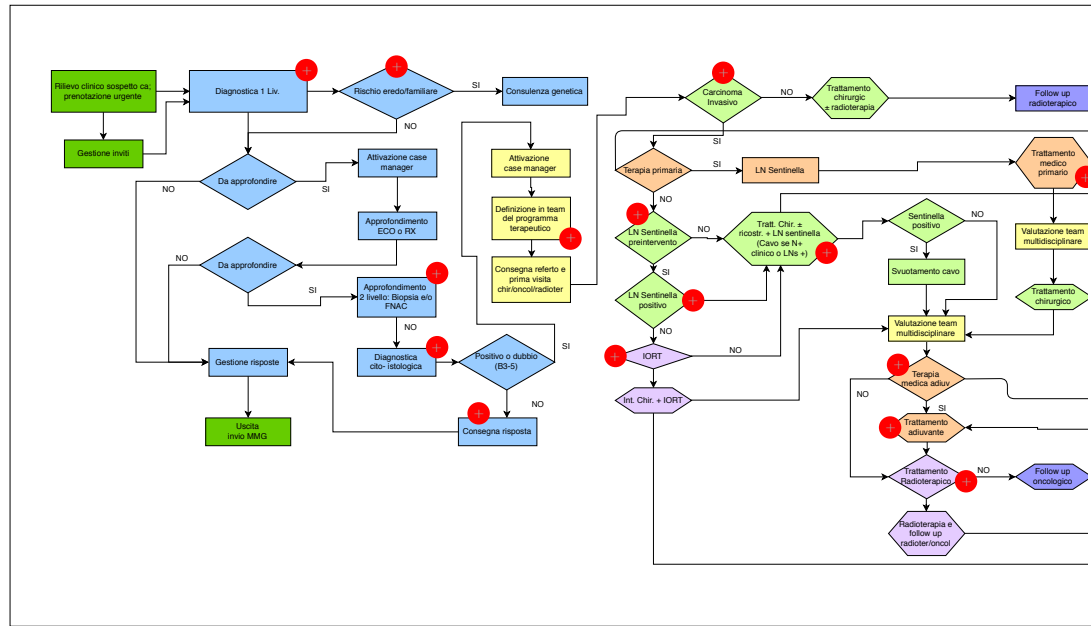 Rilievo clinico sospetto ca;
prenotazione urgente
Gestione inviti
Diagnostica 1 Liv.
Rischio eredo/familiare
SI
Consulenza genetica
NO
Da approfondire
NO
SI
Attivazione case
manager
Approfondimento
ECO o RX
Da approfondire
NO
SI
Approfondimento
2 livello: Biopsia e/o
FNAC
NO
Diagnostica
cito- istologica
Positivo o dubbio
(B3-5)
SI
NO
Consegna risposta
Gestione risposte
Uscita
invio MMG
Attivazione
case manager
Definizione in team
del programma
terapeutico
Consegna referto e
prima visita
chir/oncol/radioter
Carcinoma
Invasivo
NO
Trattamento
chirurgic
± radioterapia
Follow up
radioterapico
SI
Terapia primaria
SI
LN Sentinella
Trattamento
medico
primario
NO
LN Sentinella
preintervento
NO
Tratt. Chir. ±
ricostr. + LN sentinella
(Cavo se N+
clinico o LNs +)
Sentinella
positivo
NO
SI
Svuotamento cavo
Valutazione team
multidisciplinare
Trattamento
chirurgico
SI
LN Sentinella
positivo
NO
IORT
NO
Int. Chir. + IORT
Valutazione team
multidisciplinare
Terapia
medica adiuv
NO
SI
Trattamento
adiuvante
Trattamento
Radioterapico
NO
Follow up
oncologico
Radioterapia e
follow up
radioter/oncol